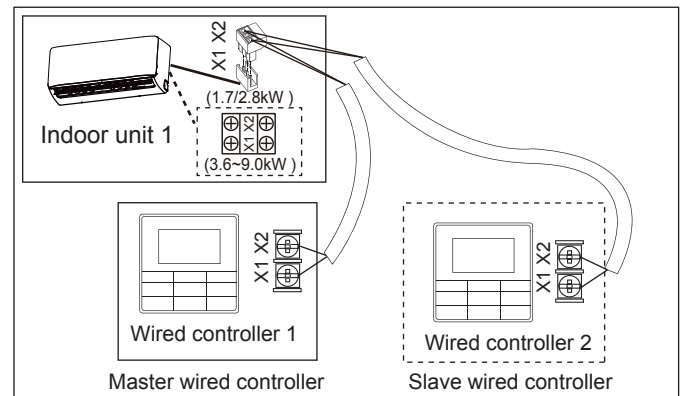 X1 X2
(1.7/2.8kW )
Indoor unit 1
X1 X2
(3.6~9.0kW )
X1 X2
Wired controller 1
Master wired controller
X1 X2
Wired controller 2
Slave wired controller